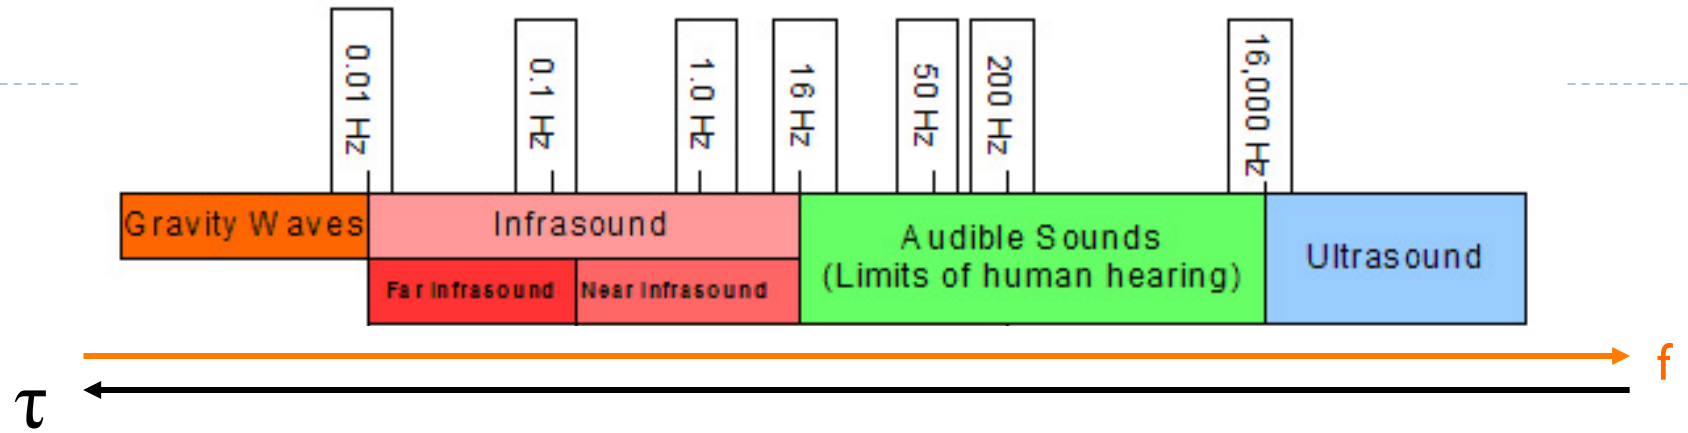 0.01 Hz
0.1 Hz
1.0 Hz
16 Hz
50 Hz
200 Hz
16,000 Hz
Gravity Waves
Infrasound
Audible Sounds
(Limits of human hearing)
Ultrasound
Far Infrasound
Near Infrasound
f
τ